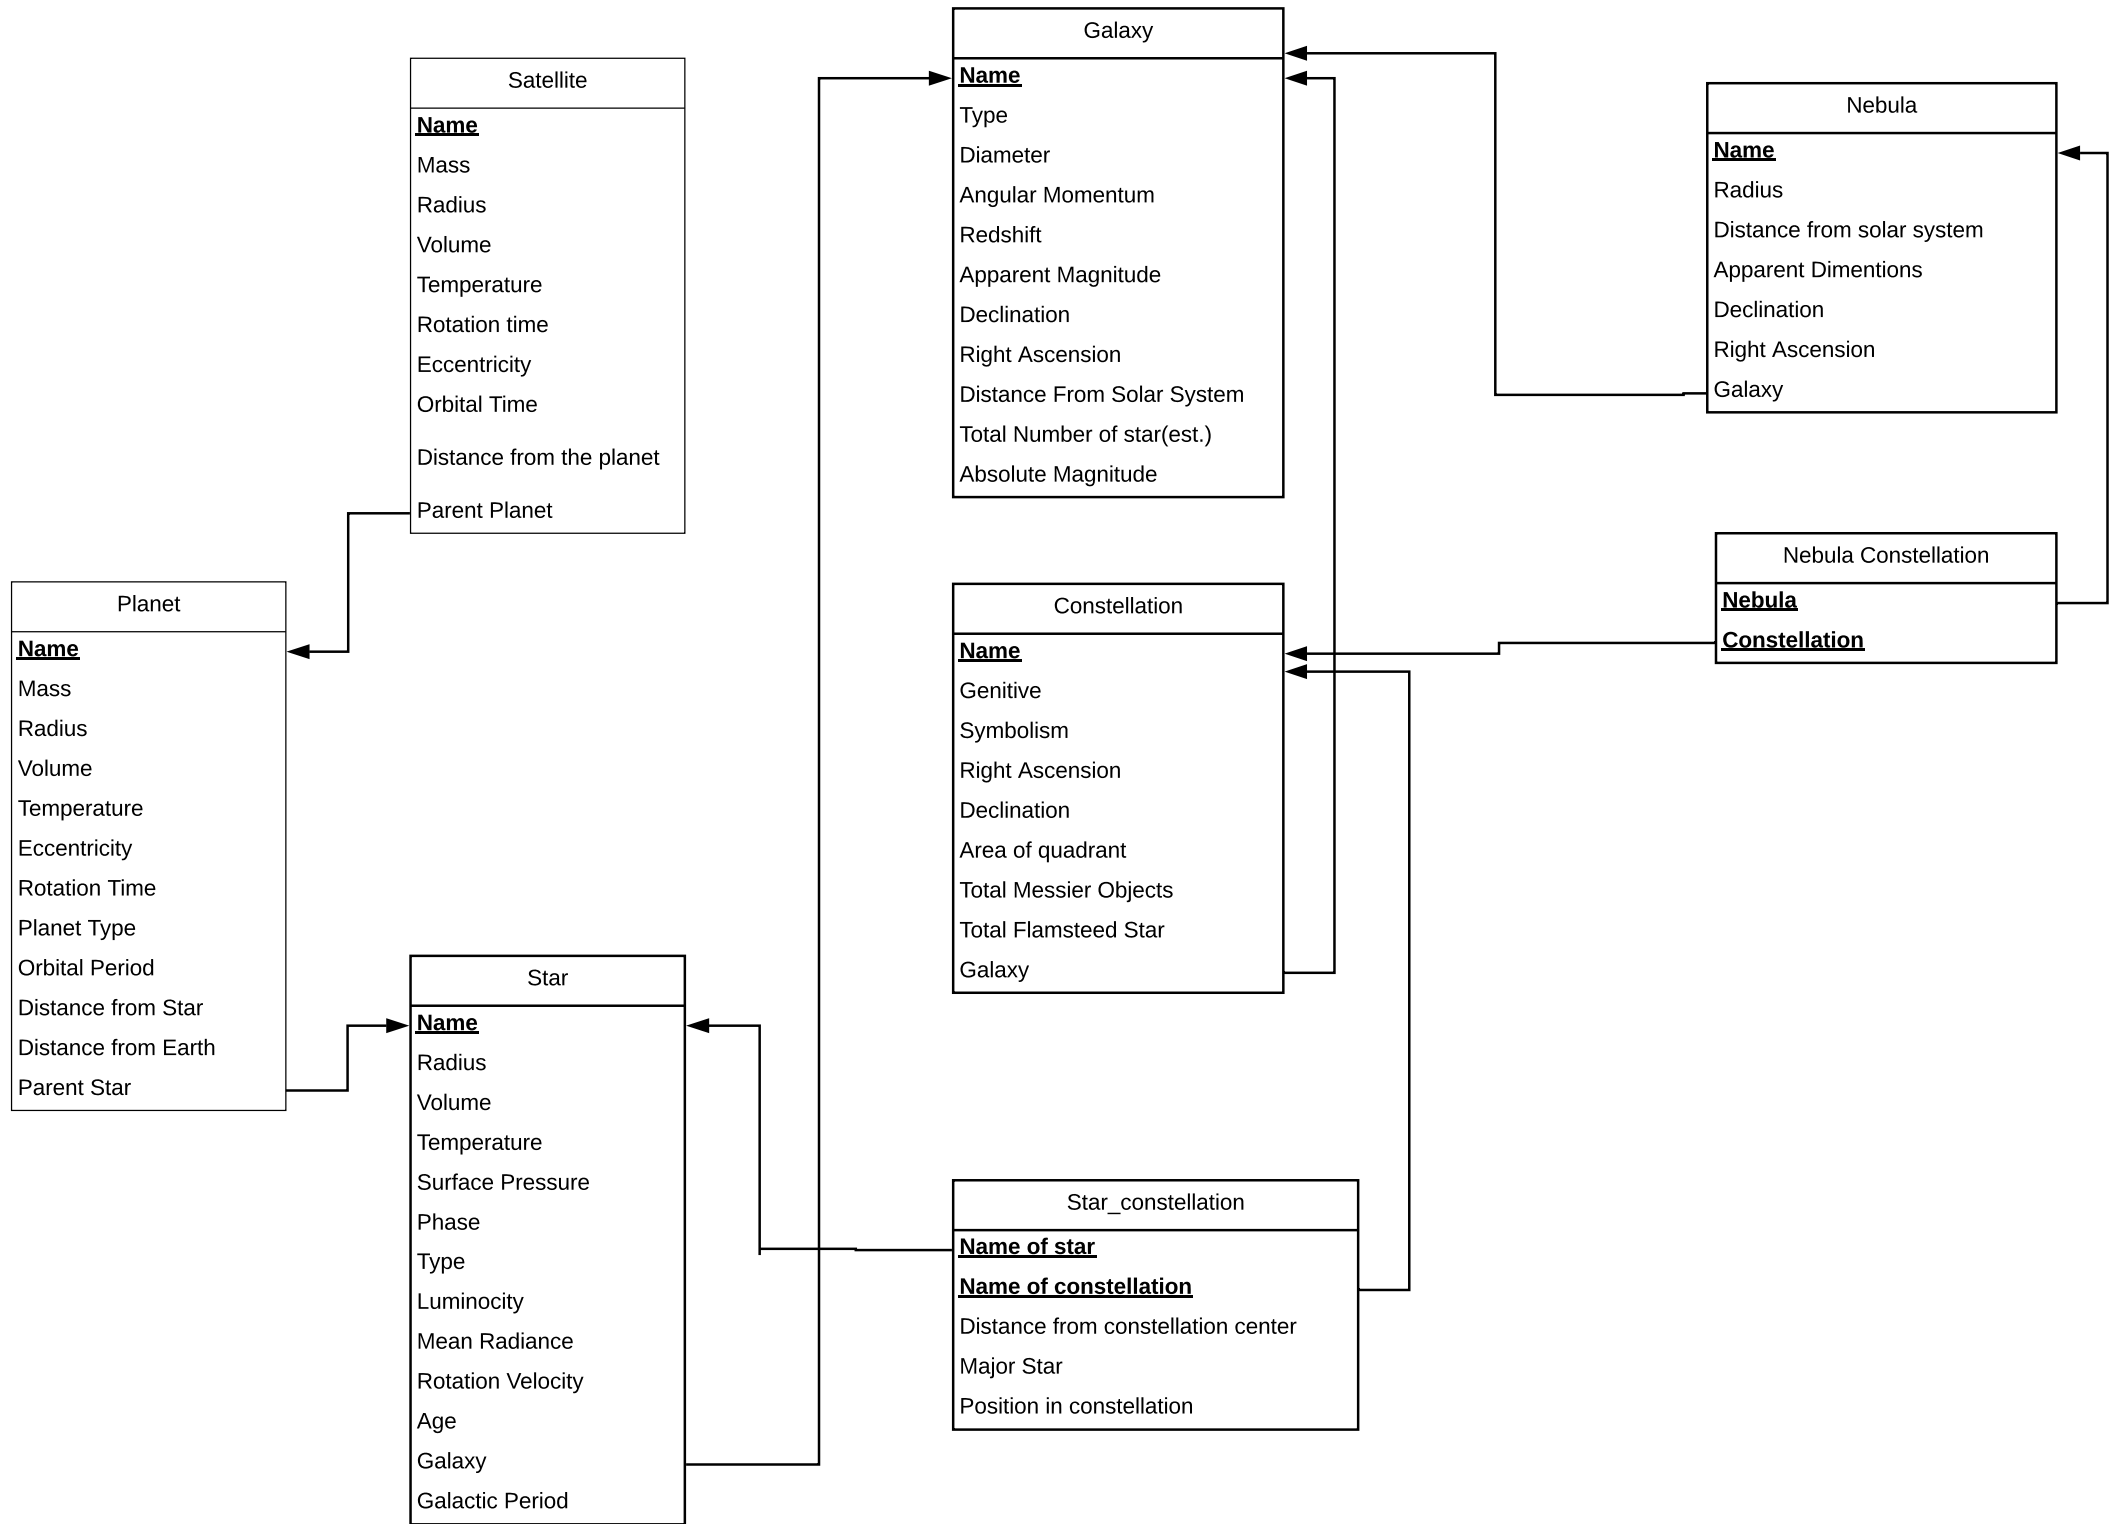 Satellite
Name
Mass
Radius
Volume
Temperature
Rotation time
Eccentricity
Orbital Time
Distance from the planet
Parent Planet
Planet
Name
Mass
Radius
Volume
Temperature
Eccentricity
Rotation Time
Planet Type
Orbital Period
Distance from Star
Distance from Earth
Parent Star
Star
Name
Radius
Volume
Temperature
Surface Pressure
Phase
Type
Luminocity
Mean Radiance
Rotation Velocity
Age
Galaxy
Galactic Period
Galaxy
Name
Type
Diameter
Angular Momentum
Redshift
Apparent Magnitude
Declination
Right Ascension
Distance From Solar System
Total Number of star(est.)
Absolute Magnitude
Constellation
Name
Genitive
Symbolism
Right Ascension
Declination
Area of quadrant
Total Messier Objects
Total Flamsteed Star
Galaxy
Star_constellation
Name of star
Name of constellation
Distance from constellation center
Major Star
Position in constellation
Nebula
Name
Radius
Distance from solar system
Apparent Dimentions
Declination
Right Ascension
Galaxy
Nebula Constellation
Nebula
Constellation